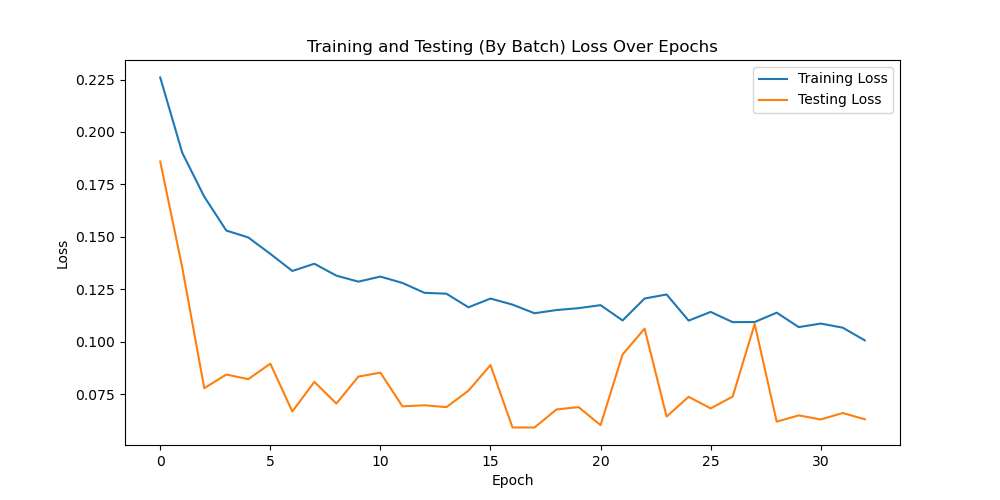 Training and Testing (By Batch) Loss Over Epochs
Training Loss
Testing Loss
0.225
0.200
0.175
0.150
0.125
0.100
0.075
Loss
0 5 10 15 20 25 30
Epoch